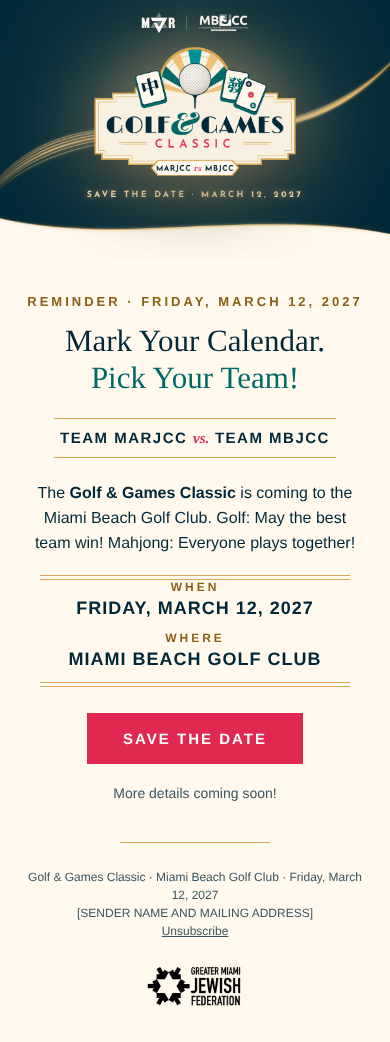 M★R | MBJCC
中 發
GOLF & GAMES
CLASSIC
MARJCC vs MBJCC
SAVE THE DATE · MARCH 12, 2027
REMINDER · FRIDAY, MARCH 12, 2027
Mark Your Calendar.
Pick Your Team!
TEAM MARJCC vs. TEAM MBJCC
The Golf & Games Classic is coming to the
Miami Beach Golf Club. Golf: May the best
team win! Mahjong: Everyone plays together!
WHEN
FRIDAY, MARCH 12, 2027
WHERE
MIAMI BEACH GOLF CLUB
SAVE THE DATE
More details coming soon!
Golf & Games Classic · Miami Beach Golf Club · Friday, March
12, 2027
[SENDER NAME AND MAILING ADDRESS]
Unsubscribe
GREATER MIAMI
JEWISH
FEDERATION